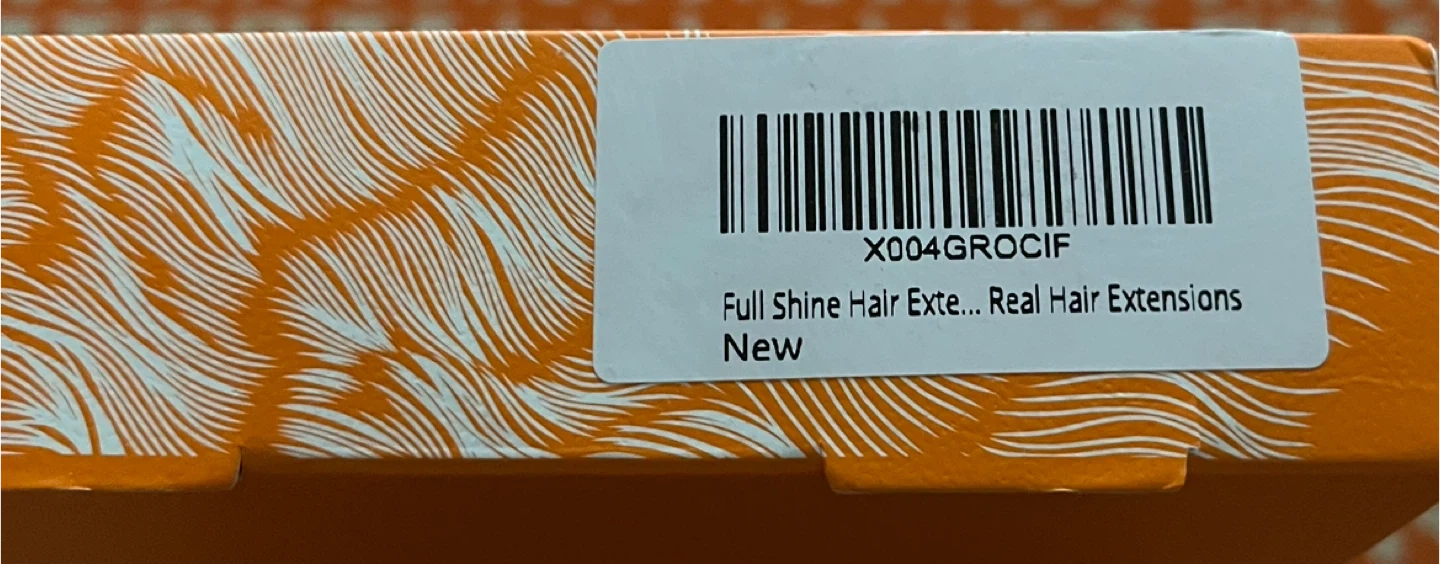 X004GROCIF
Full Shine Hair Exte... Real Hair Extensions
New